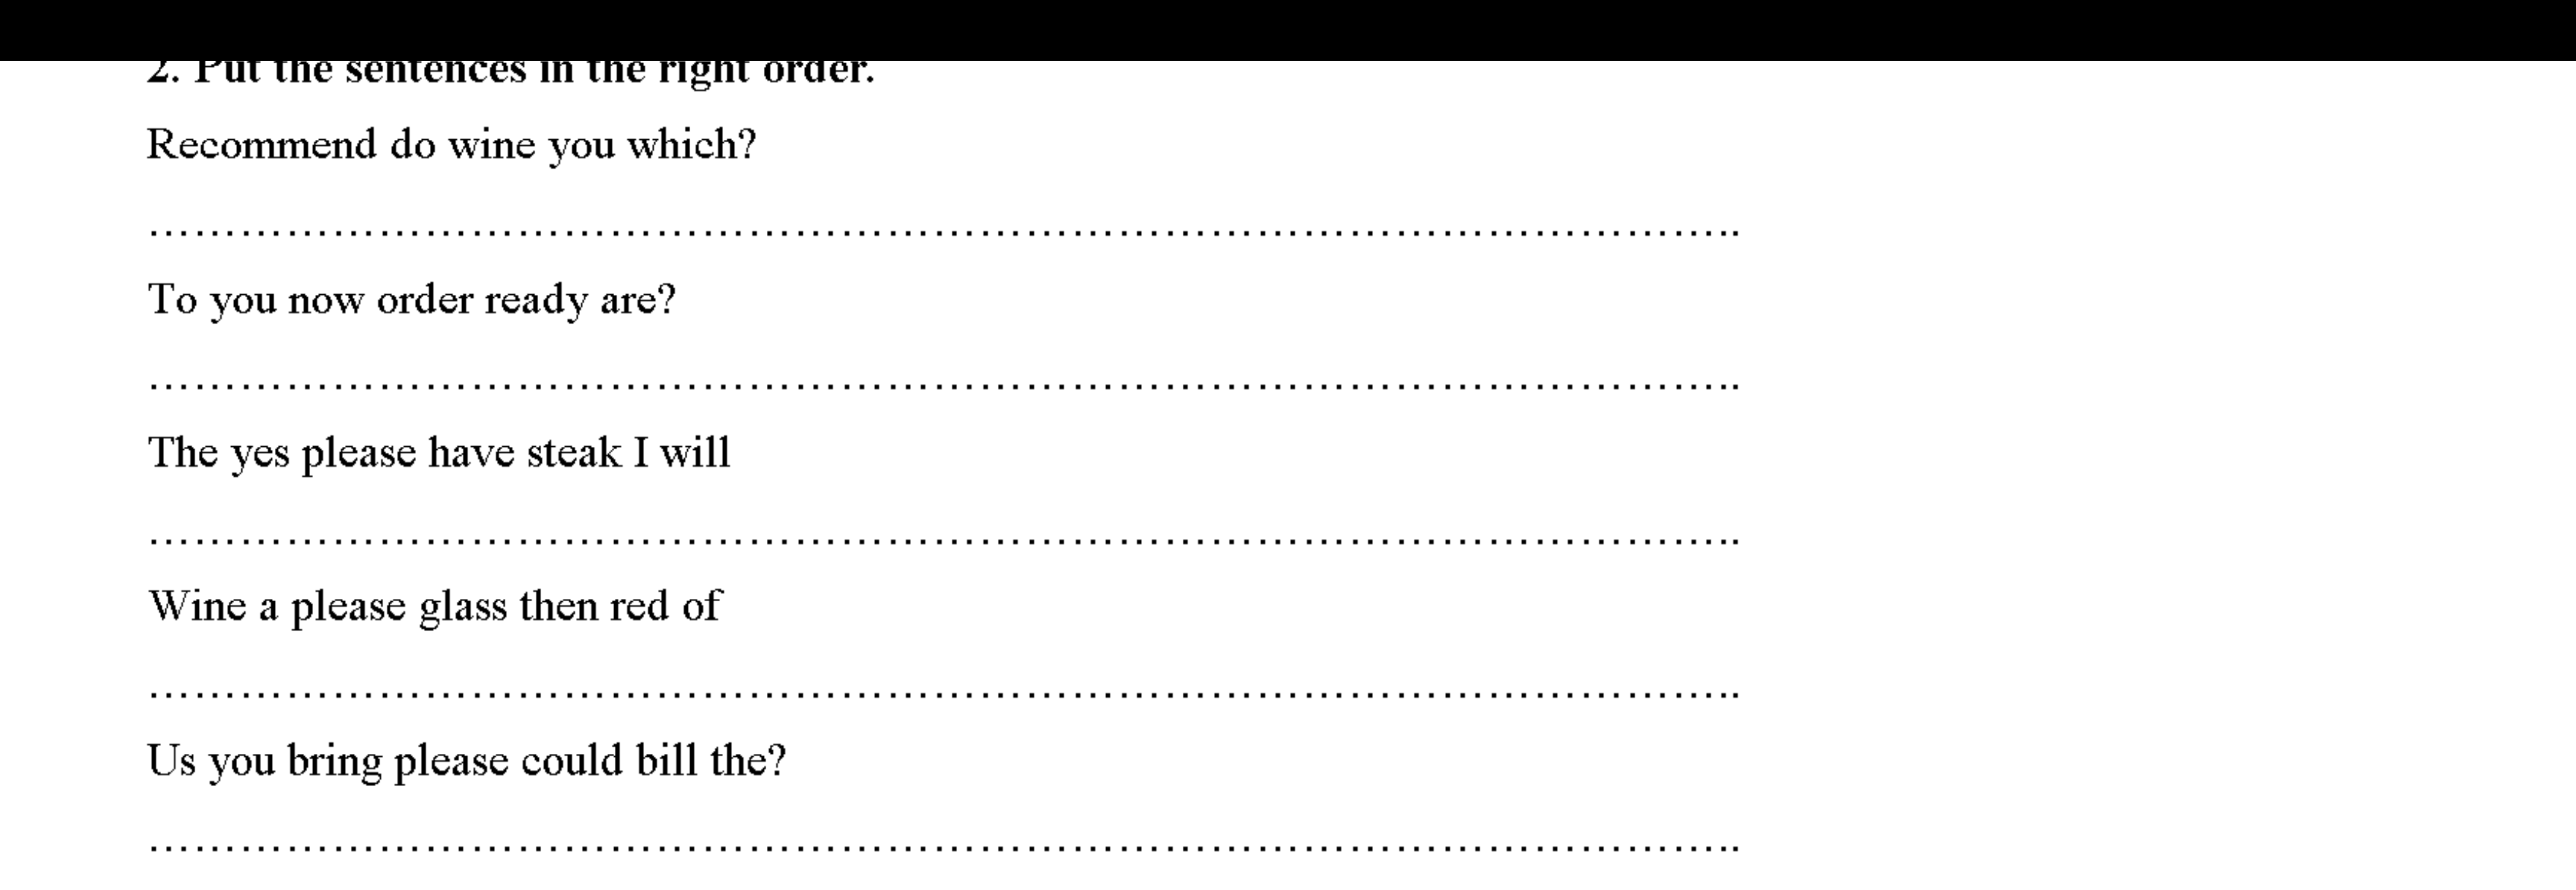 2. Put the sentences in the right order.
Recommend do wine you which?
……………………………………………………………………………………………..
To you now order ready are?
……………………………………………………………………………………………..
The yes please have steak I will
……………………………………………………………………………………………..
Wine a please glass then red of
……………………………………………………………………………………………..
Us you bring please could bill the?
……………………………………………………………………………………………..